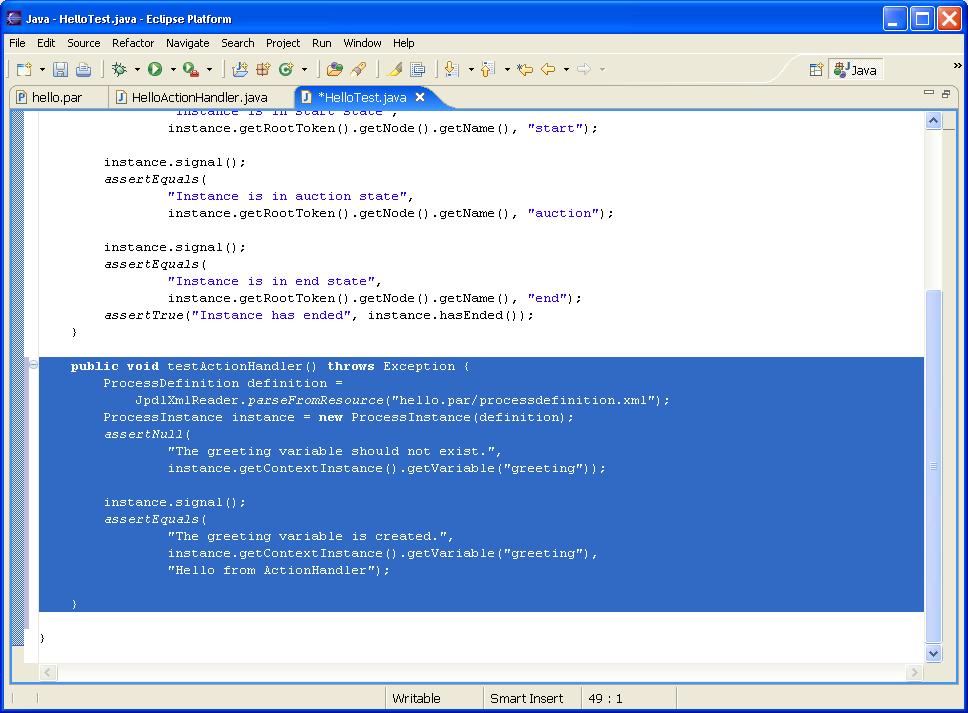 Java - HelloTest.java - Eclipse Platform
File Edit Source Refactor Navigate Search Project Run Window Help
Java »
hello.par HelloActionHandler.java *HelloTest.java
"Instance is in start state",
instance.getRootToken().getNode().getName(), "start");
instance.signal();
assertEquals(
"Instance is in auction state",
instance.getRootToken().getNode().getName(), "auction");
instance.signal();
assertEquals(
"Instance is in end state",
instance.getRootToken().getNode().getName(), "end");
assertTrue("Instance has ended", instance.hasEnded());
}
public void testActionHandler() throws Exception {
ProcessDefinition definition =
JpdlXmlReader.parseFromResource("hello.par/processdefinition.xml");
ProcessInstance instance = new ProcessInstance(definition);
assertNull(
"The greeting variable should not exist.",
instance.getContextInstance().getVariable("greeting"));
instance.signal();
assertEquals(
"The greeting variable is created.",
instance.getContextInstance().getVariable("greeting"),
"Hello from ActionHandler");
}
}
Writable Smart Insert 49 : 1